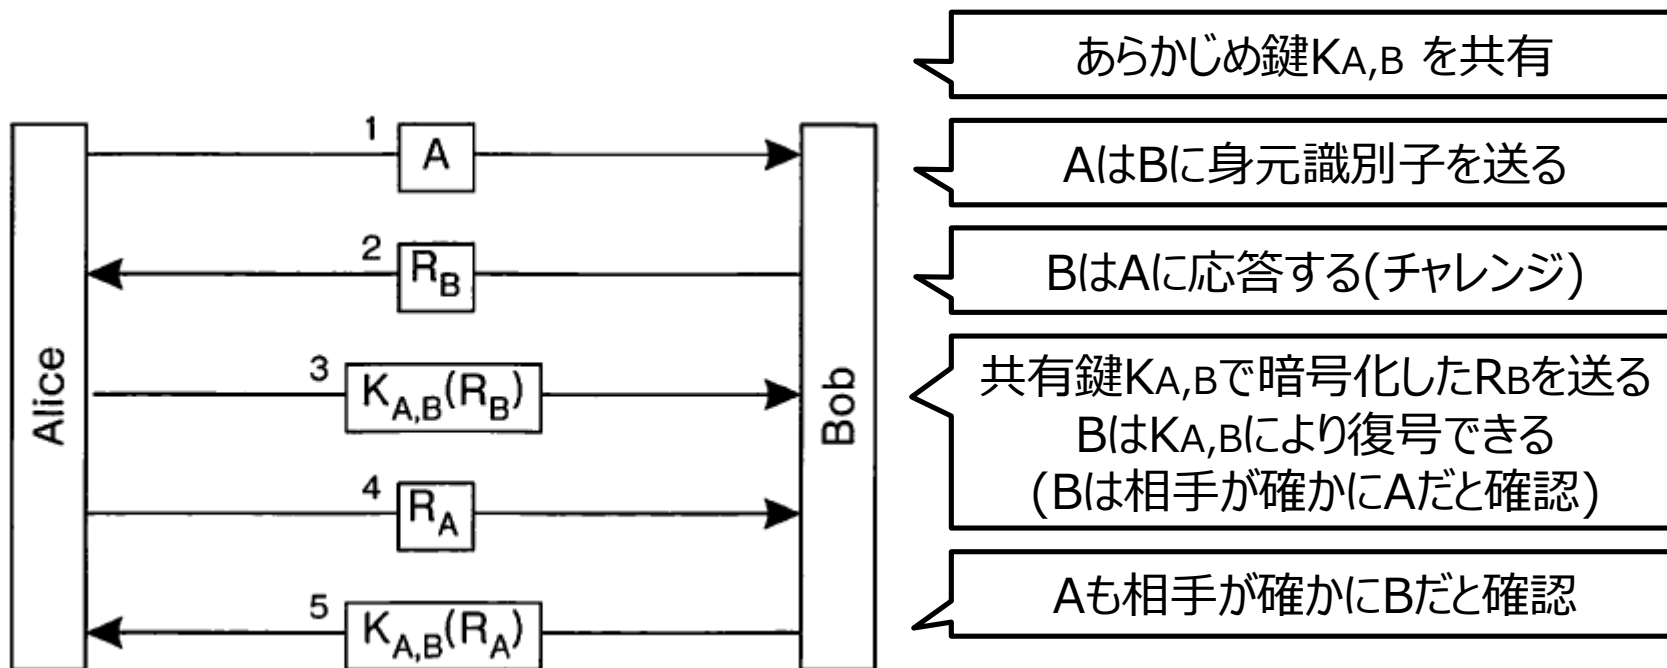 あらかじめ鍵KA,B を共有
1 A
AはBに身元識別子を送る
2 RB
BはAに応答する(チャレンジ)
Alice
Bob
3 KA,B(RB)
共有鍵KA,Bで暗号化したRBを送る
BはKA,Bにより復号できる
(Bは相手が確かにAだと確認)
4 RA
5 KA,B(RA)
Aも相手が確かにBだと確認